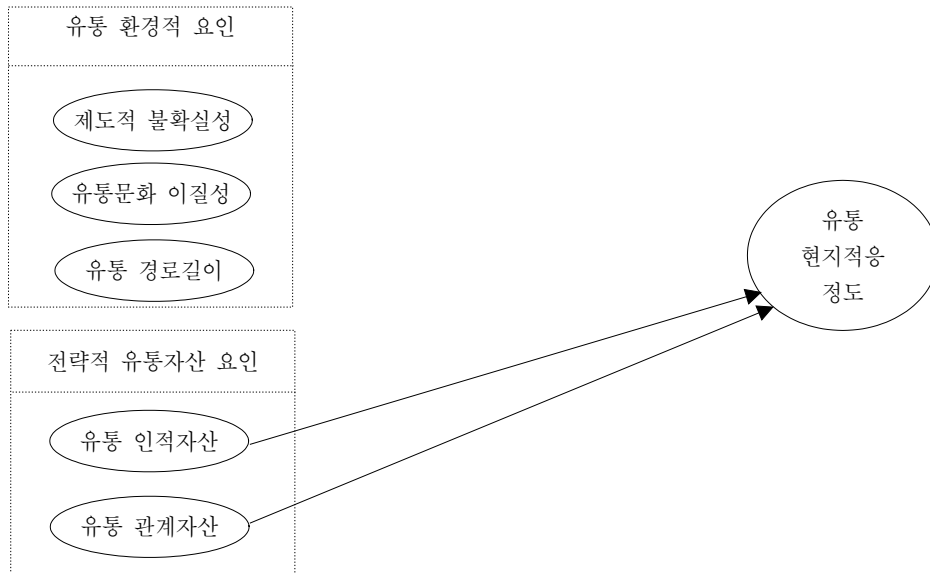 유통 환경적 요인
제도적 불확실성
유통문화 이질성
유통 경로길이
유통
현지적응
정도
전략적 유통자산 요인
유통 인적자산
유통 관계자산